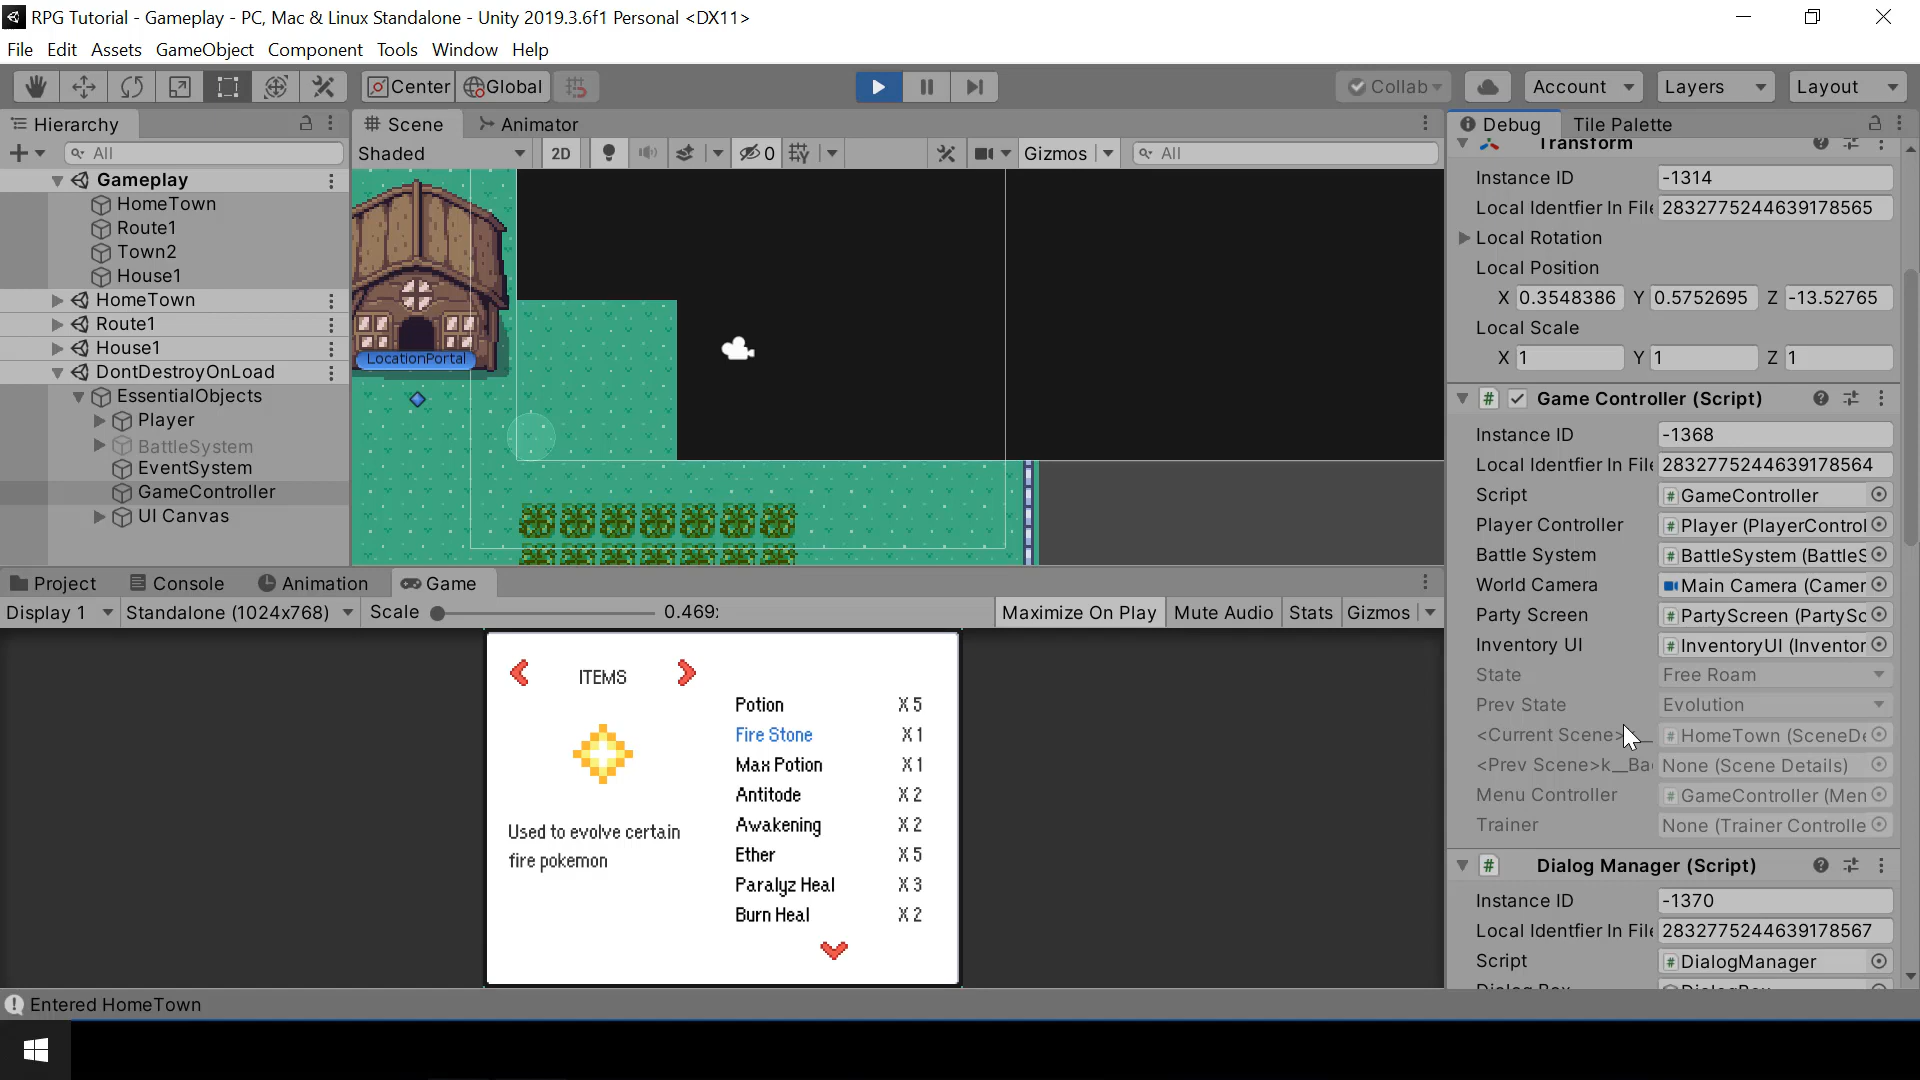 RPG Tutorial - Gameplay - PC, Mac & Linux Standalone - Unity 2019.3.6f1 Personal <DX11>
File Edit Assets GameObject Component Tools Window Help
Center Global Collab Account Layers Layout
Hierarchy
All
Gameplay
HomeTown
Route1
Town2
House1
HomeTown
Route1
House1
DontDestroyOnLoad
EssentialObjects
Player
BattleSystem
EventSystem
GameController
UI Canvas
Scene Animator
Shaded 2D 0 Gizmos All
LocationPortal
Project Console Animation Game
Display 1 Standalone (1024x768) Scale 0.469: Maximize On Play Mute Audio Stats Gizmos
ITEMS
Used to evolve certain
fire pokemon
Potion X 5
Fire Stone X 1
Max Potion X 1
Antitode X 2
Awakening X 2
Ether X 5
Paralyz Heal X 3
Burn Heal X 2
Debug Tile Palette
Transform
Instance ID -1314
Local Identfier In File 2832775244639178565
Local Rotation
Local Position
X 0.3548386 Y 0.5752695 Z -13.52765
Local Scale
X 1 Y 1 Z 1
Game Controller (Script)
Instance ID -1368
Local Identfier In File 2832775244639178564
Script GameController
Player Controller Player (PlayerControl
Battle System BattleSystem (BattleS
World Camera Main Camera (Camer
Party Screen PartyScreen (PartySc
Inventory UI InventoryUI (Inventor
State Free Roam
Prev State Evolution
<Current Scene> HomeTown (SceneDe
<Prev Scene>k__Ba None (Scene Details)
Menu Controller GameController (Men
Trainer None (Trainer Controlle
Dialog Manager (Script)
Instance ID -1370
Local Identfier In File 2832775244639178567
Script DialogManager
Entered HomeTown